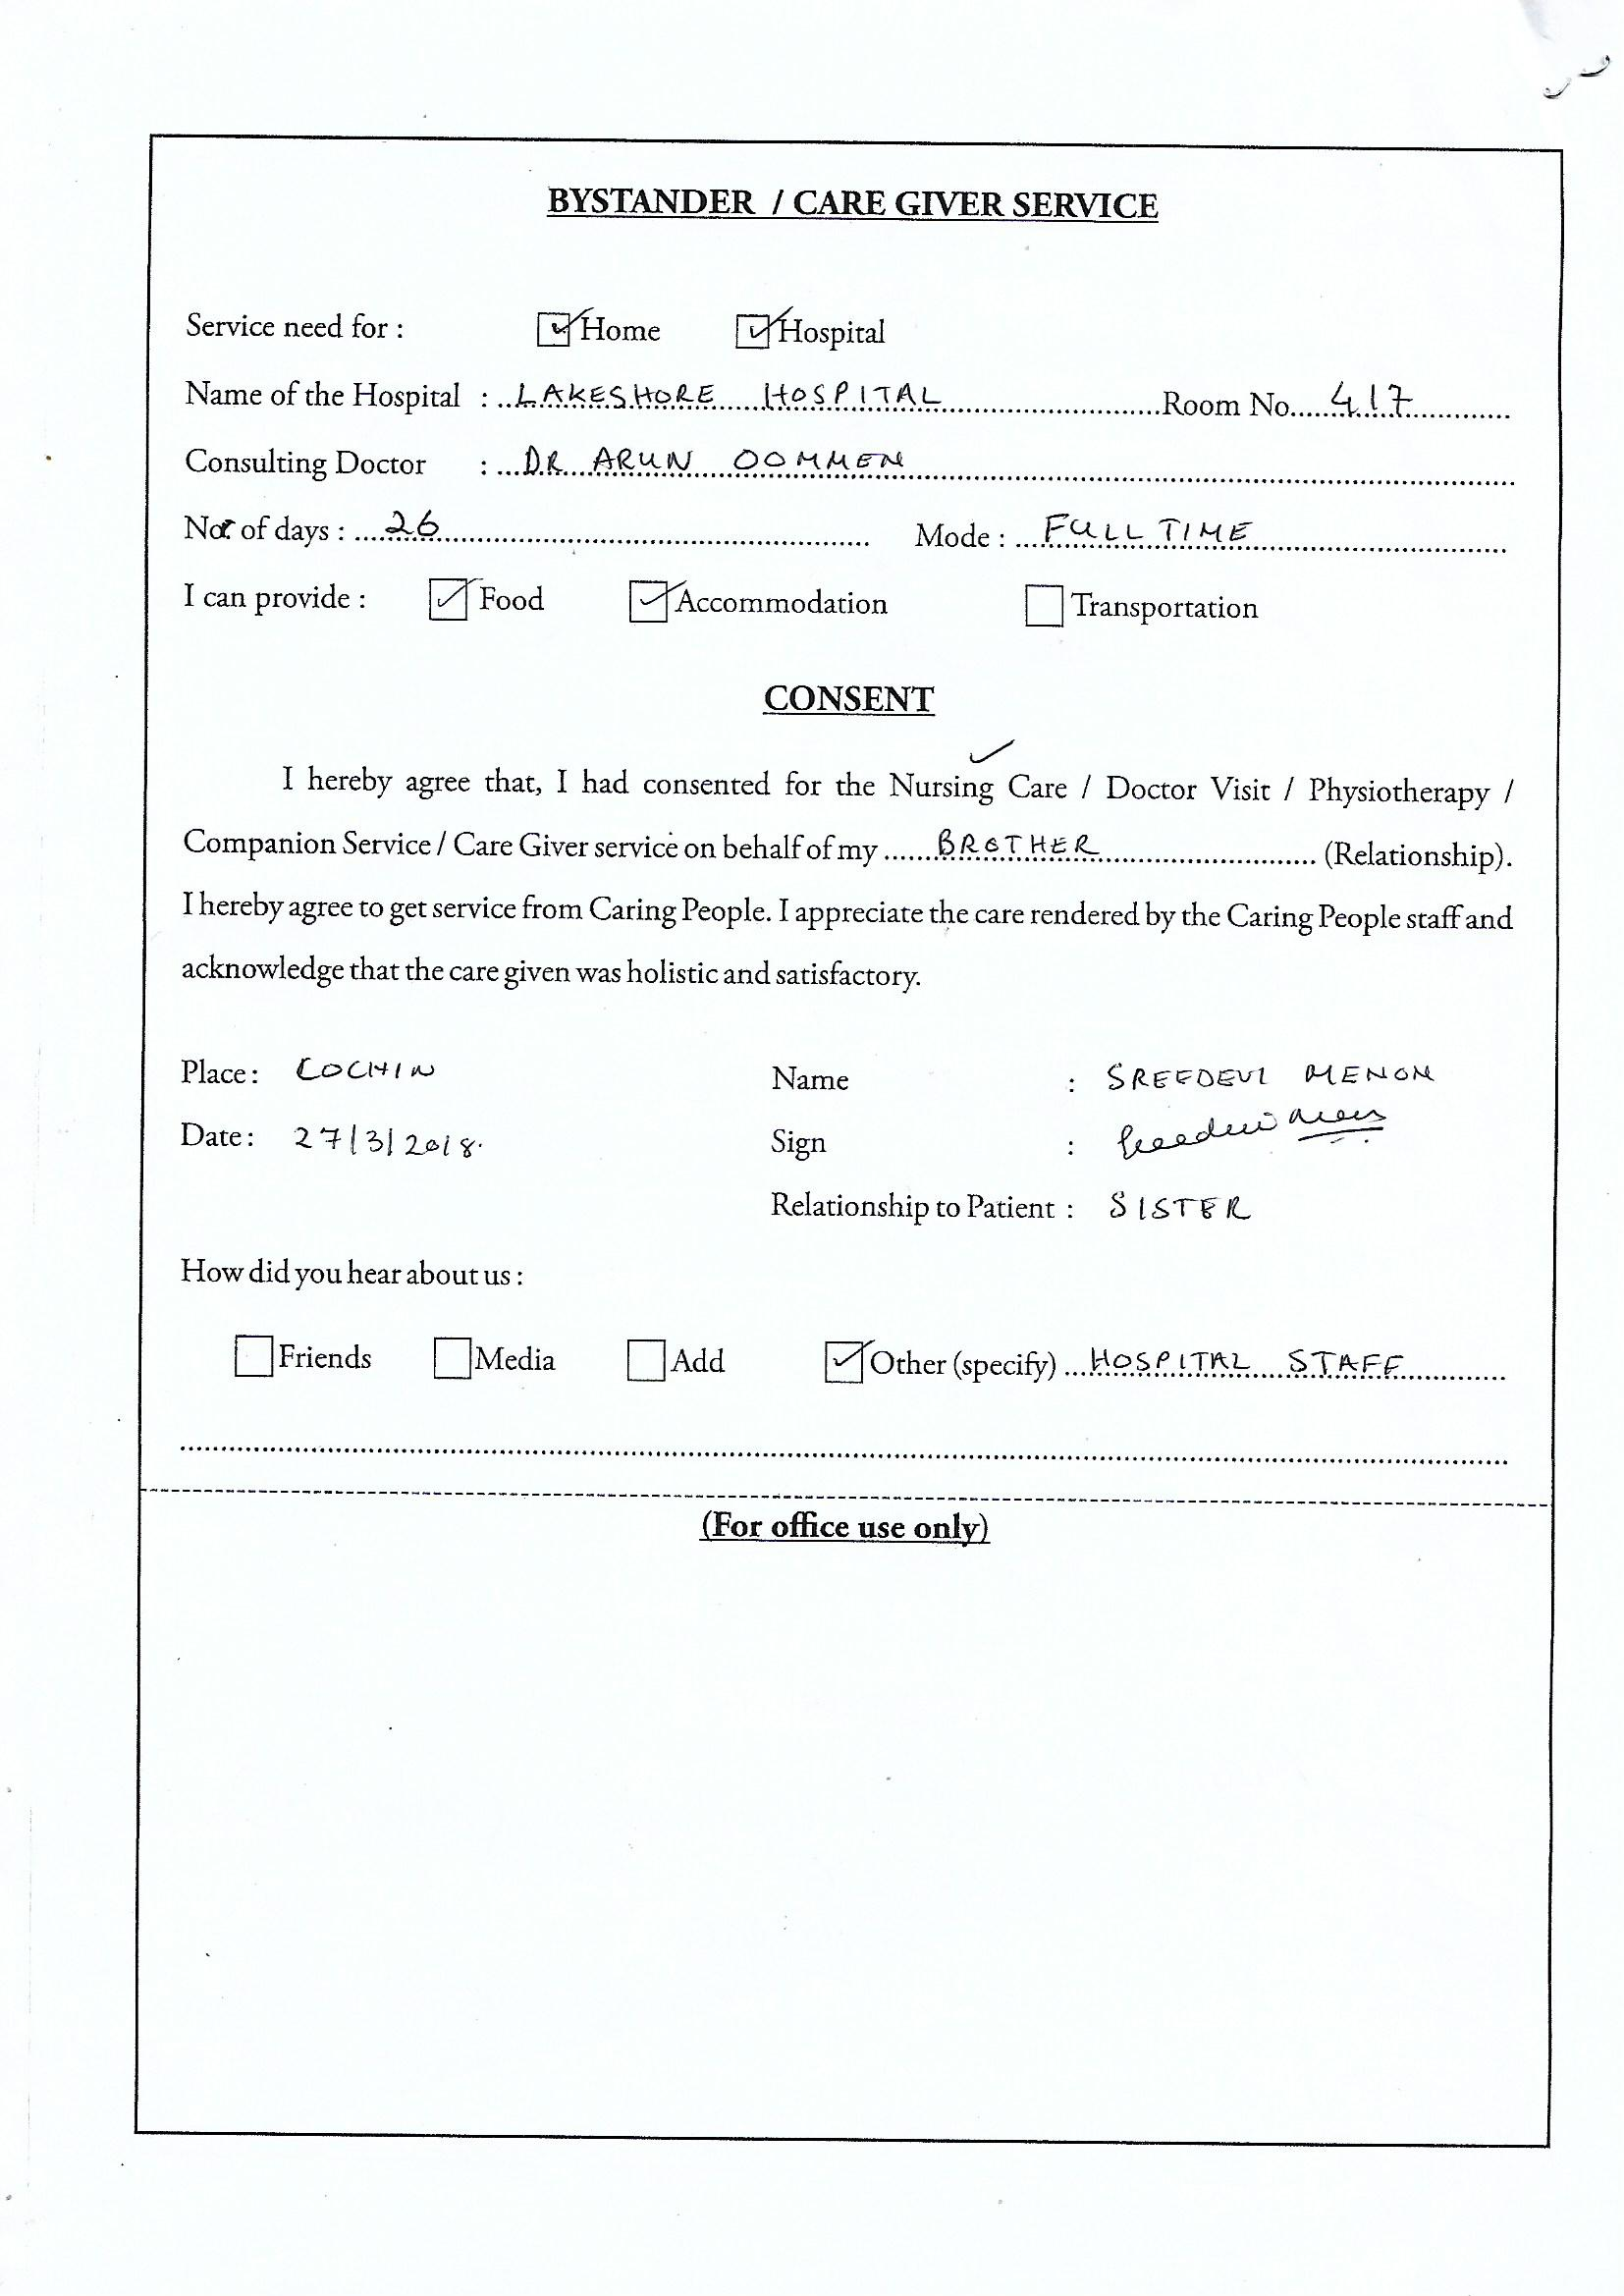 BYSTANDER / CARE GIVER SERVICE
Service need for : ☑ Home ☑ Hospital
Name of the Hospital : LAKESHORE HOSPITAL Room No. 417
Consulting Doctor : DR ARUN OOMMEN
No of days : 26 Mode : FULL TIME
I can provide : ☑ Food ☑ Accommodation ☐ Transportation
CONSENT
I hereby agree that, I had consented for the Nursing Care / Doctor Visit / Physiotherapy /
Companion Service / Care Giver service on behalf of my BROTHER (Relationship).
I hereby agree to get service from Caring People. I appreciate the care rendered by the Caring People staff and
acknowledge that the care given was holistic and satisfactory.
Place : COCHIN Name : SREEDEVI MENON
Date : 27/3/2018. Sign : Sreedevi Menon
Relationship to Patient : SISTER
How did you hear about us :
☐ Friends ☐ Media ☐ Add ☑ Other (specify) HOSPITAL STAFF
(For office use only)